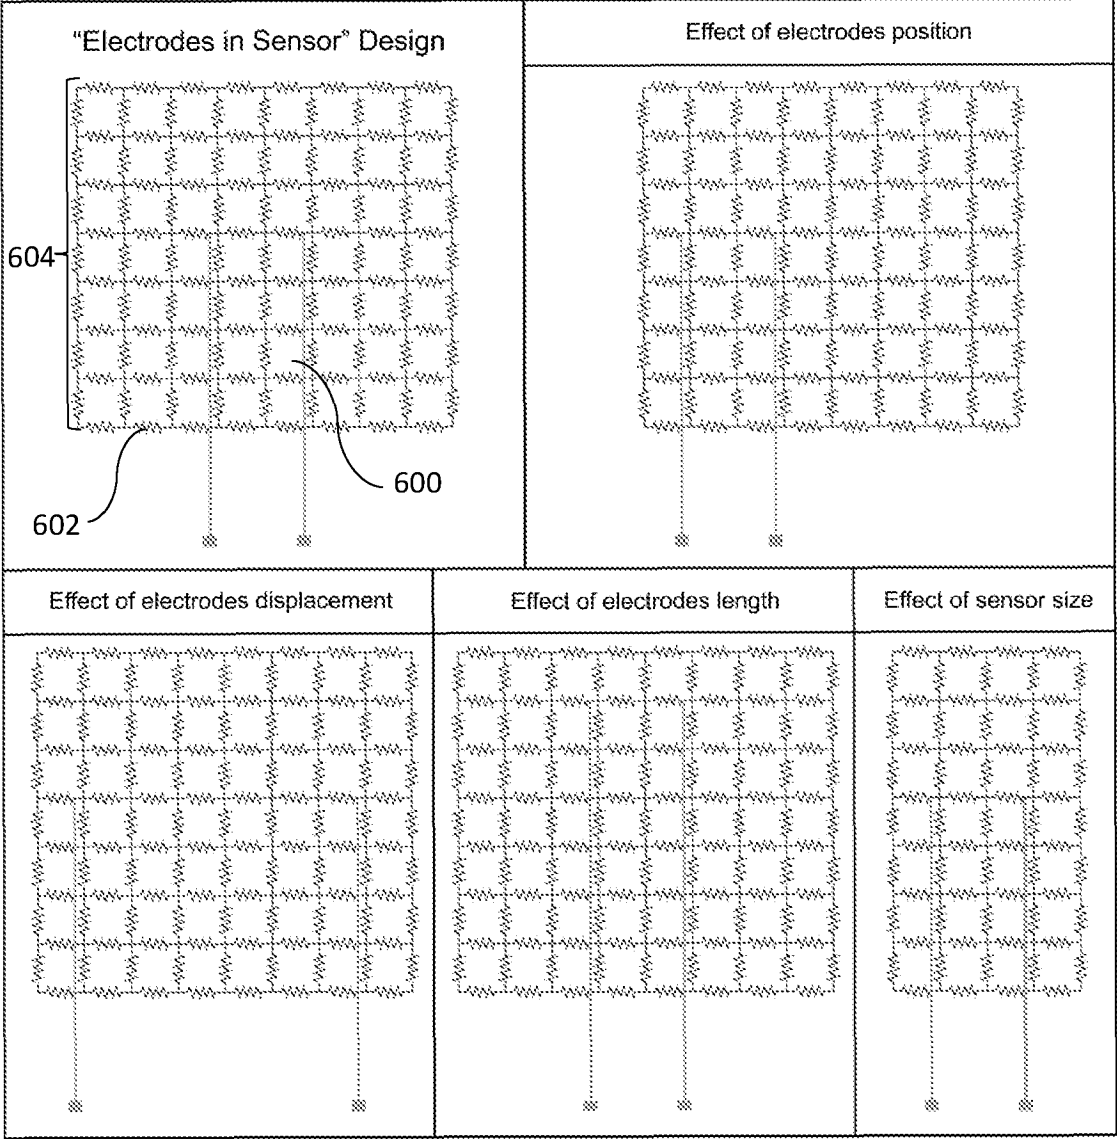 "Electrodes in Sensor" Design
Effect of electrodes position
604
600
602
Effect of electrodes displacement
Effect of electrodes length
Effect of sensor size